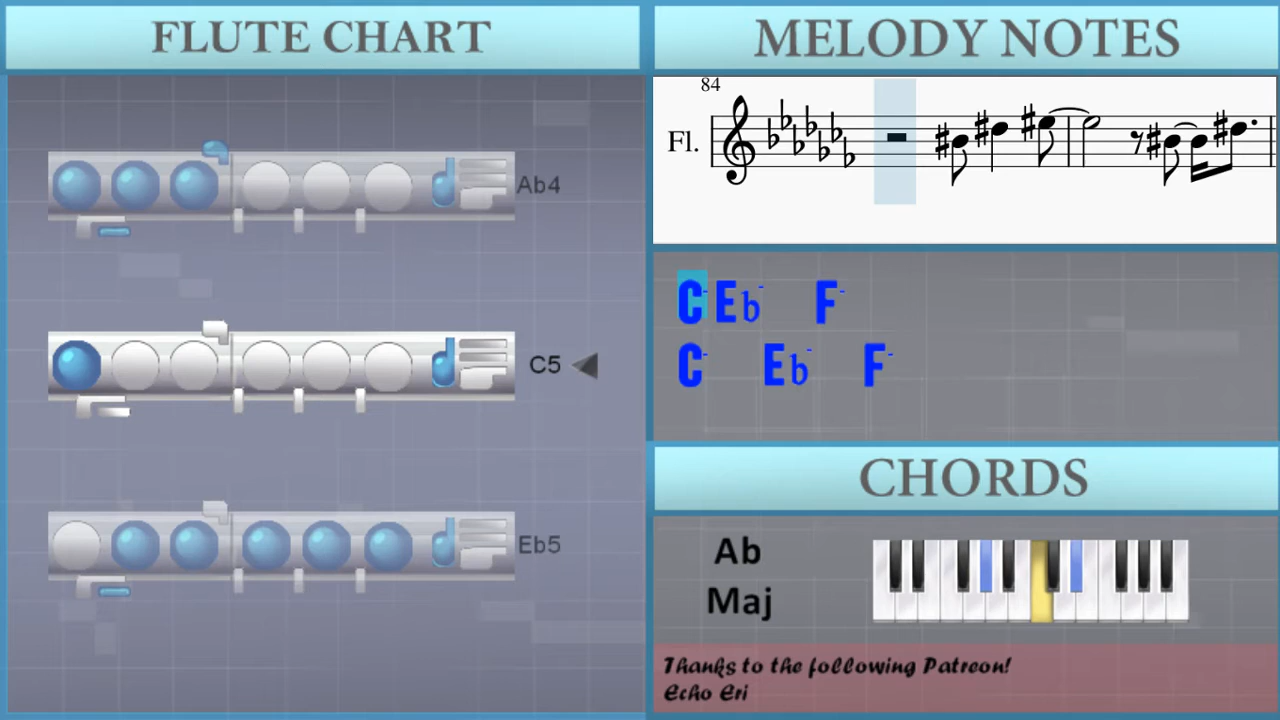 FLUTE CHART
Ab4
C5
Eb5
MELODY NOTES
84
Fl.
C- Eb- F-
C- Eb- F-
CHORDS
Ab
Maj
Thanks to the following Patreon!
Echo Eri